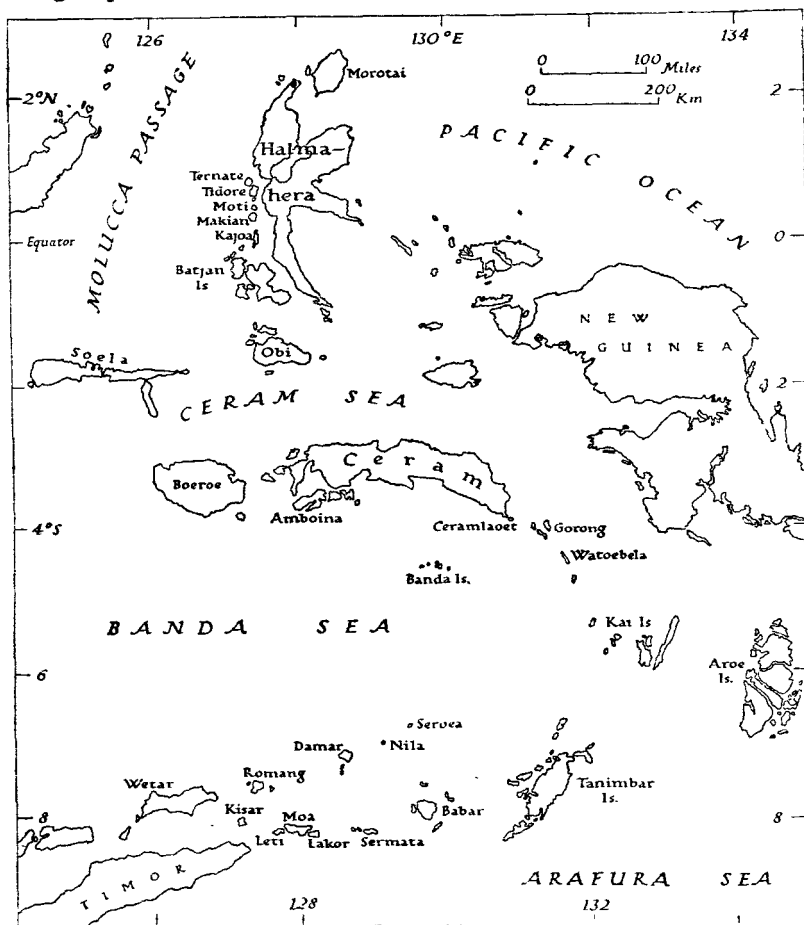 126
130°E
134
Morotai
0 100 Miles
0 200 Km
2°N
2
MOLUCCA PASSAGE
PACIFIC OCEAN
Halma-
hera
Ternate
Tidore
Moti
Makian
Kajoa
Equator
0
Batjan
Is
NEW
GUINEA
Soela
Obi
2
CERAM SEA
Ceram
Boeroe
Amboina
Ceramlaoet
Gorong
4°S
Watoebela
Banda Is.
BANDA SEA
Kai Is
Aroe
Is.
6
Seruea
Damar
Nila
Romang
Wetar
Tanimbar
Is.
Kisar
Moa
Babar
8
8
Leti
Lakor
Sermata
TIMOR
ARAFURA SEA
128
132